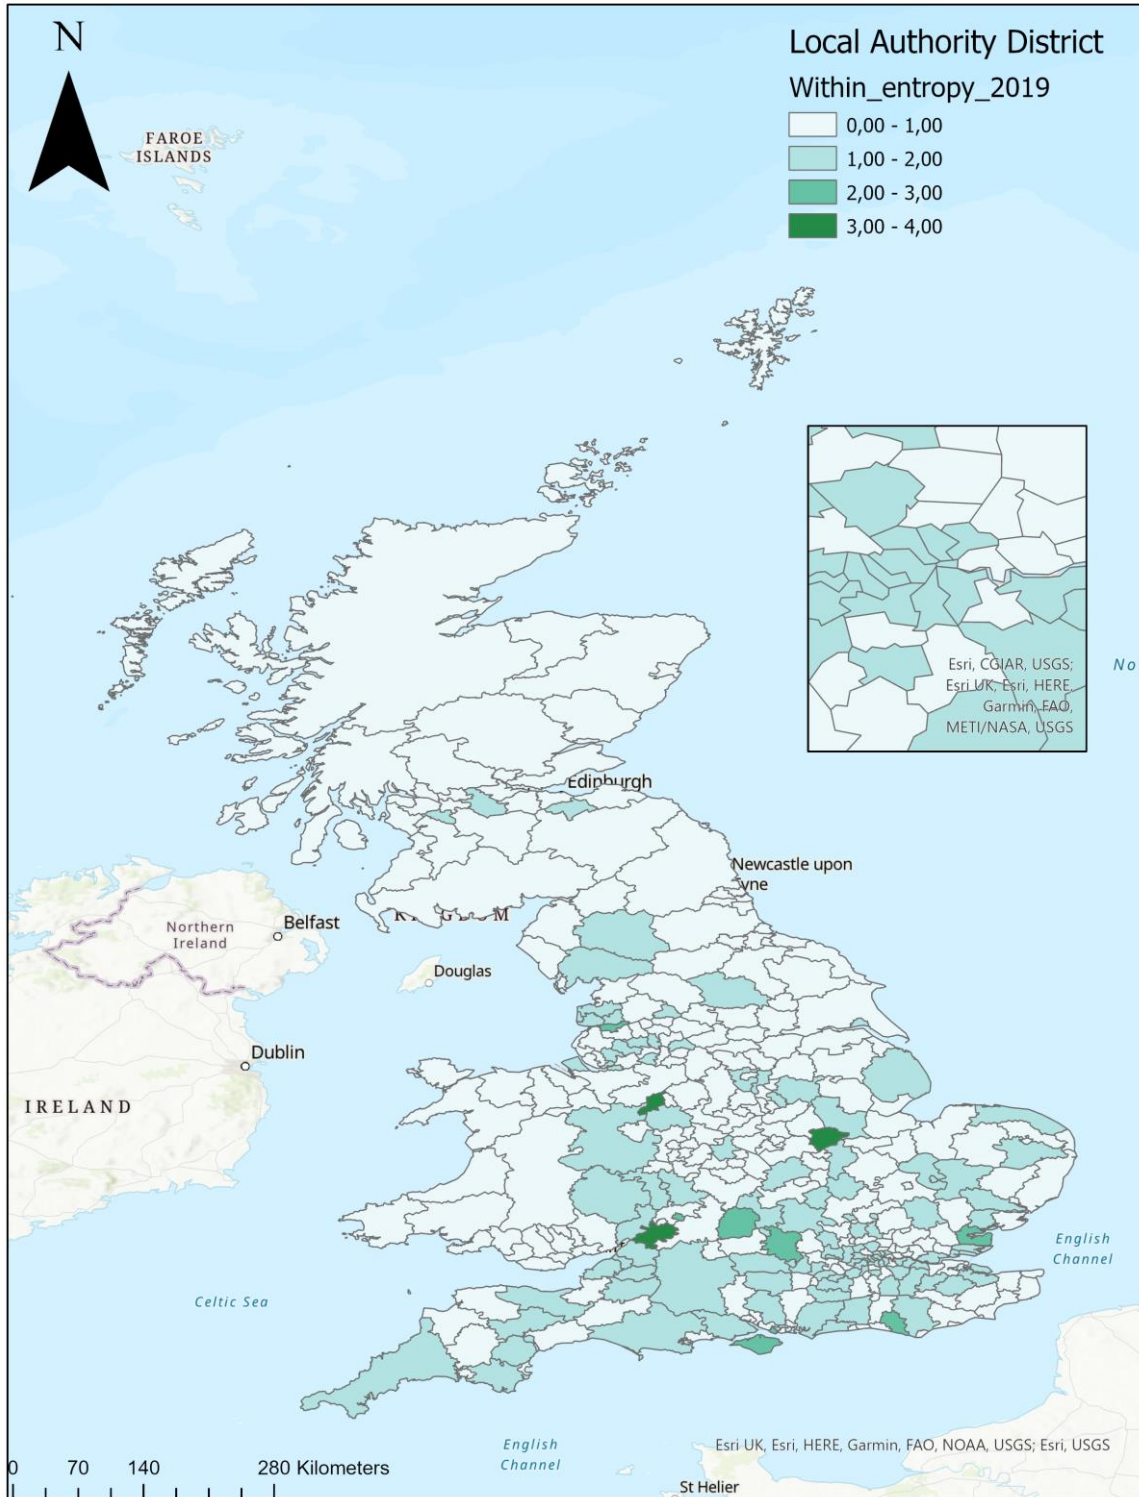 N
Local Authority District
Within_entropy_2019
0,00 - 1,00
1,00 - 2,00
2,00 - 3,00
3,00 - 4,00
FAROE
ISLANDS
Esri, CGIAR, USGS;
Esri UK, Esri, HERE,
Garmin, FAO,
METI/NASA, USGS
No
Edinburgh
Newcastle upon
Tyne
KINGDOM
Northern
Ireland
Belfast
Douglas
Dublin
IRELAND
English
Channel
Celtic Sea
English
Channel
Esri UK, Esri, HERE, Garmin, FAO, NOAA, USGS; Esri, USGS
0 70 140 280 Kilometers
St Helier